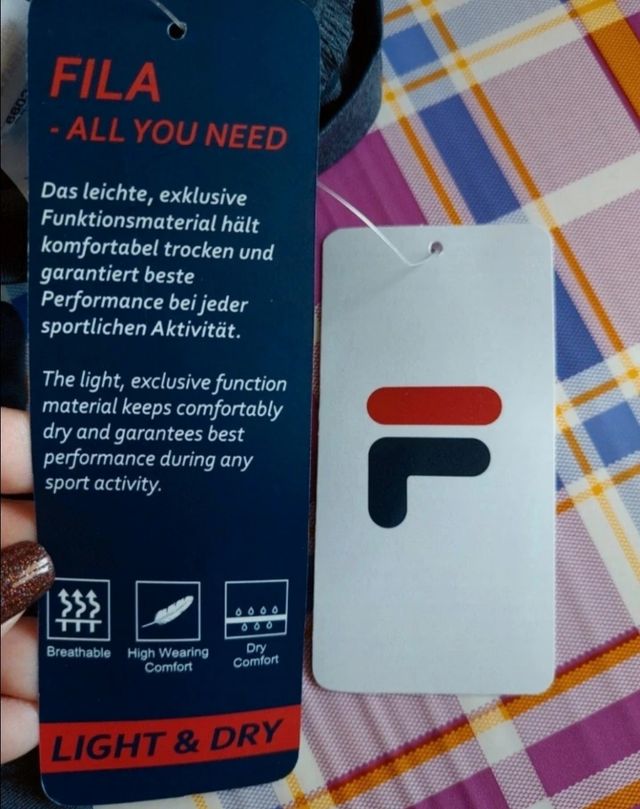 FILA
- ALL YOU NEED
Das leichte, exklusive
Funktionsmaterial hält
komfortabel trocken und
garantiert beste
Performance bei jeder
sportlichen Aktivität.
The light, exclusive function
material keeps comfortably
dry and garantees best
performance during any
sport activity.
Breathable
High Wearing
Comfort
Dry
Comfort
LIGHT & DRY
F